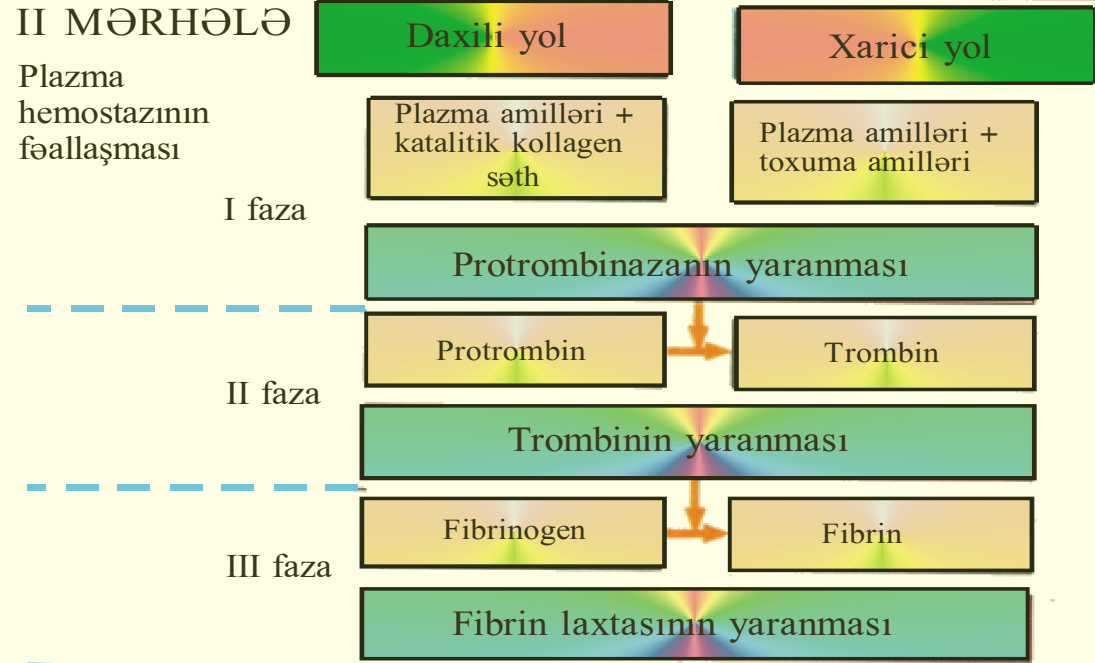 II MƏRHƏLƏ
Plazma
hemostazının
fəallaşması
Daxili yol
Xarici yol
Plazma amilləri +
katalitik kollagen
səth
Plazma amilləri +
toxuma amilləri
I faza
Protrombinazanın yaranması
Protrombin
Trombin
II faza
Trombinin yaranması
Fibrinogen
Fibrin
III faza
Fibrin laxtasının yaranması